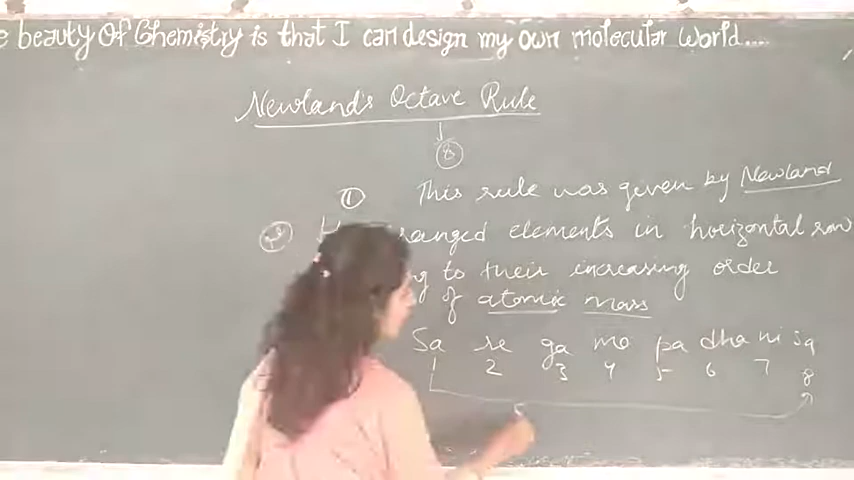 beauty Of Chemistry is that I can design my own molecular world....
Newland's Octave Rule
8
① This rule was given by Newland
anged elements in horizontal row
to their increasing order
of atomic mass
Sa re ga ma pa dha ni sa
1 2 3 4 5 6 7 8